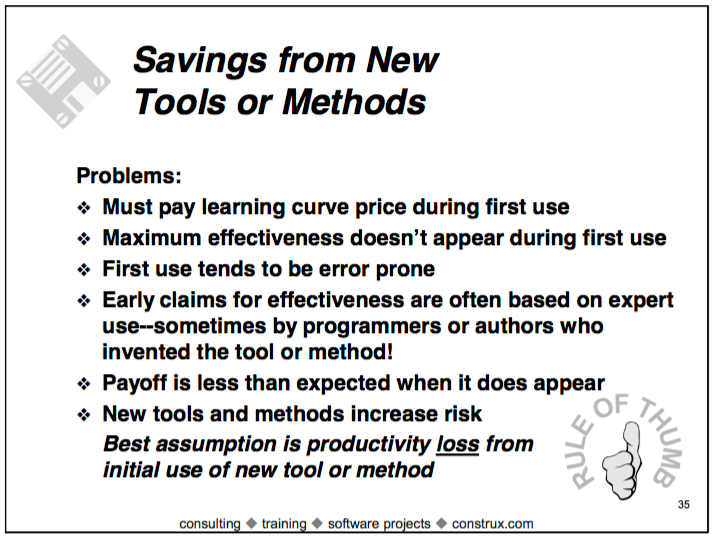 Savings from New
Tools or Methods
Problems:
❖ Must pay learning curve price during first use
❖ Maximum effectiveness doesn’t appear during first use
❖ First use tends to be error prone
❖ Early claims for effectiveness are often based on expert
use--sometimes by programmers or authors who
invented the tool or method!
❖ Payoff is less than expected when it does appear
❖ New tools and methods increase risk
Best assumption is productivity loss from
initial use of new tool or method
RULE OF THUMB
35
consulting ◆ training ◆ software projects ◆ construx.com